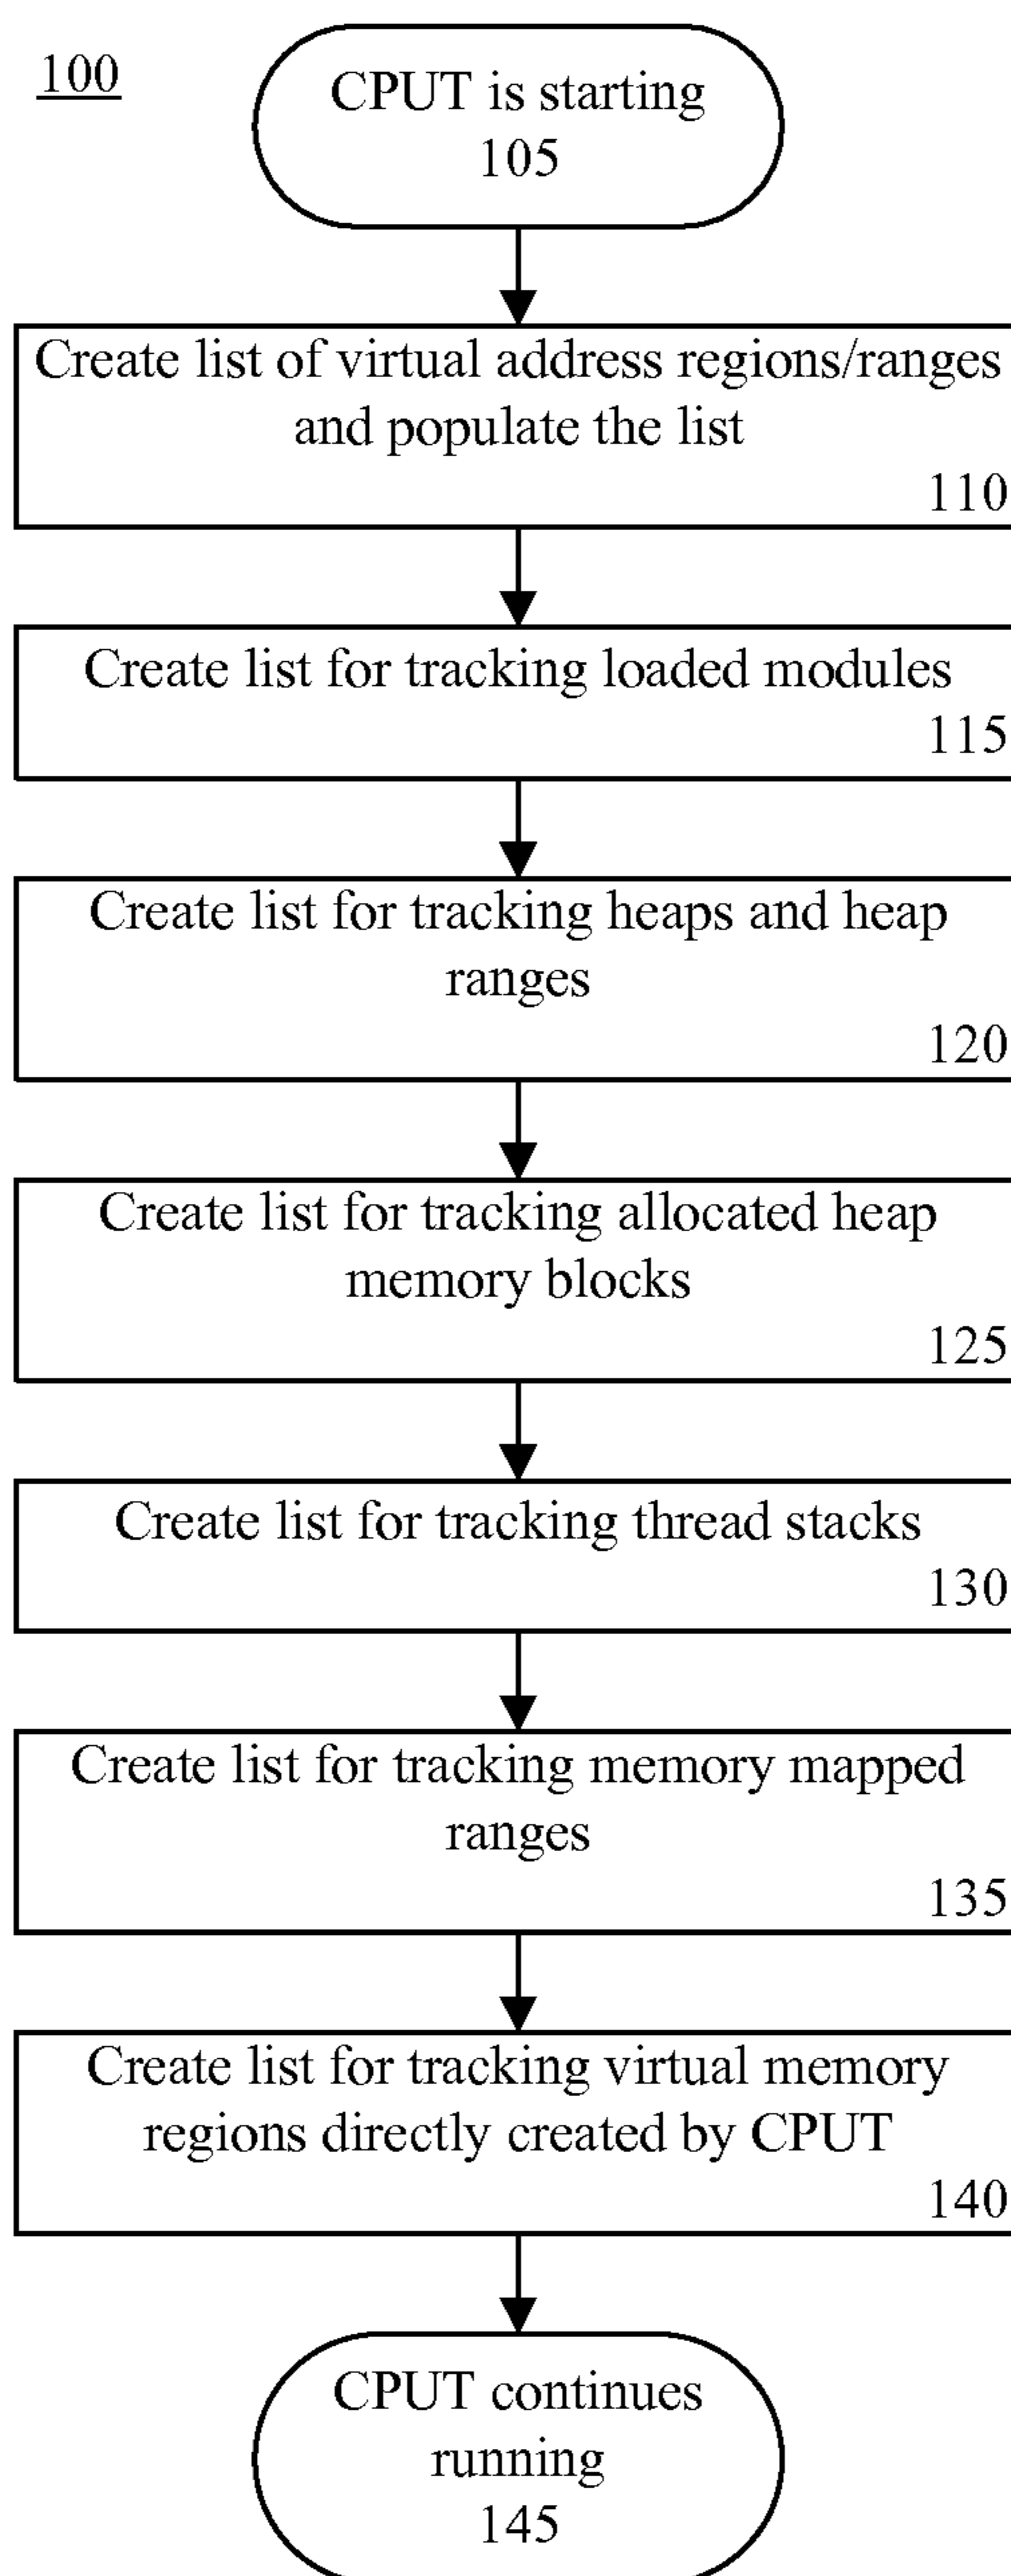 100
CPUT is starting
105
Create list of virtual address regions/ranges
and populate the list
110
Create list for tracking loaded modules
115
Create list for tracking heaps and heap
ranges
120
Create list for tracking allocated heap
memory blocks
125
Create list for tracking thread stacks
130
Create list for tracking memory mapped
ranges
135
Create list for tracking virtual memory
regions directly created by CPUT
140
CPUT continues
running
145